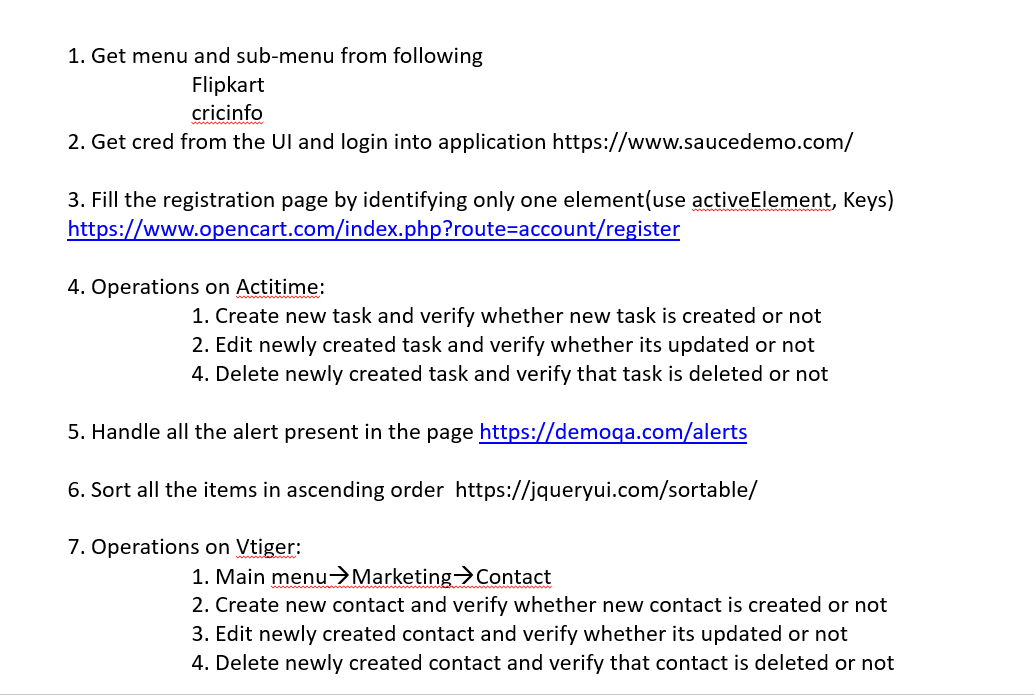 1. Get menu and sub-menu from following
Flipkart
cricinfo
2. Get cred from the UI and login into application https://www.saucedemo.com/
3. Fill the registration page by identifying only one element(use activeElement, Keys)
https://www.opencart.com/index.php?route=account/register
4. Operations on Actitime:
1. Create new task and verify whether new task is created or not
2. Edit newly created task and verify whether its updated or not
4. Delete newly created task and verify that task is deleted or not
5. Handle all the alert present in the page https://demoqa.com/alerts
6. Sort all the items in ascending order  https://jqueryui.com/sortable/
7. Operations on Vtiger:
1. Main menu→Marketing→Contact
2. Create new contact and verify whether new contact is created or not
3. Edit newly created contact and verify whether its updated or not
4. Delete newly created contact and verify that contact is deleted or not